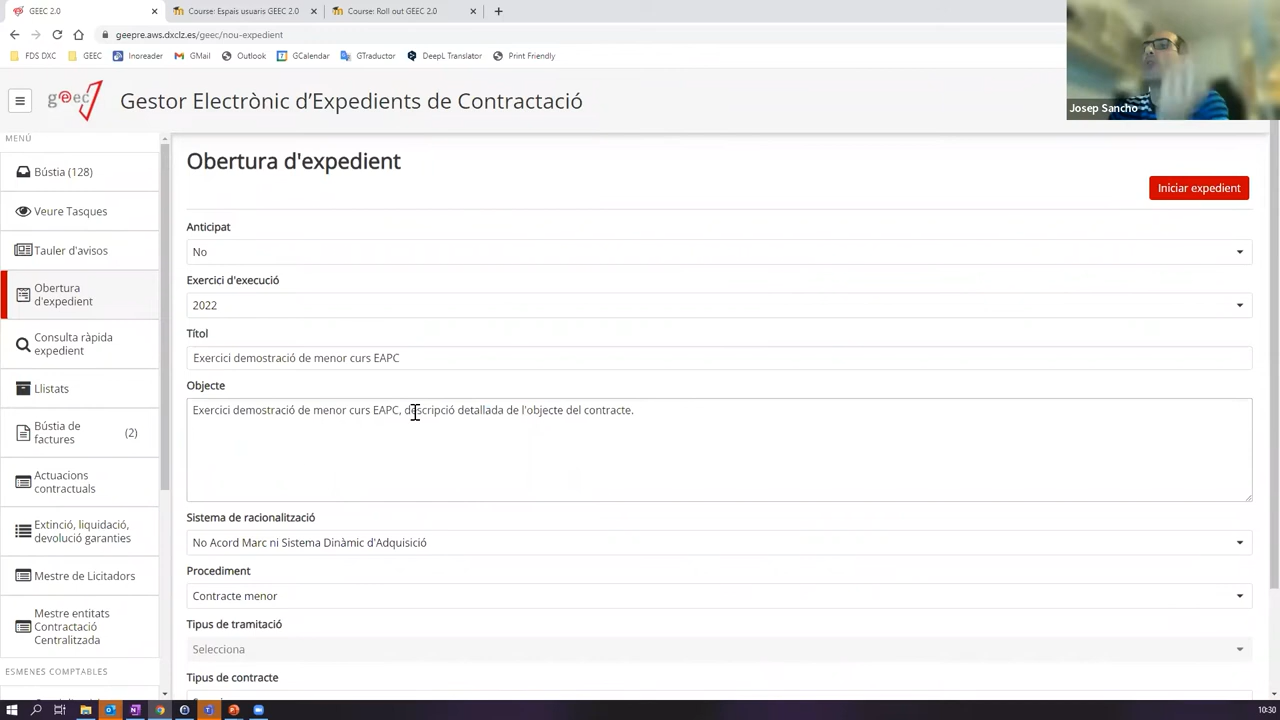 GEEC 2.0
Course: Espais usuaris GEEC 2.0
Course: Roll out GEEC 2.0
geepre.aws.dxclz.es/geec/nou-expedient
FDS DXC
GEEC
Inoreader
GMail
Outlook
GCalendar
GTraductor
DeepL Translator
Print Friendly
Josep Sancho
geec
Gestor Electrònic d'Expedients de Contractació
MENÚ
Bústia (128)
Veure Tasques
Tauler d'avisos
Obertura
d'expedient
Consulta ràpida
expedient
Llistats
Bústia de
factures
(2)
Actuacions
contractuals
Extinció, liquidació,
devolució garanties
Mestre de Licitadors
Mestre entitats
Contractació
Centralitzada
ESMENES COMPTABLES
Obertura d'expedient
Iniciar expedient
Anticipat
No
Exercici d'execució
2022
Títol
Exercici demostració de menor curs EAPC
Objecte
Exercici demostració de menor curs EAPC, descripció detallada de l'objecte del contracte.
Sistema de racionalització
No Acord Marc ni Sistema Dinàmic d'Adquisició
Procediment
Contracte menor
Tipus de tramitació
Selecciona
Tipus de contracte
10:30